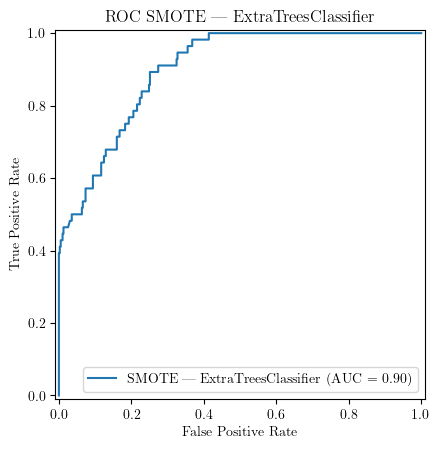 ROC SMOTE — ExtraTreesClassifier
1.0
0.8
0.6
0.4
0.2
0.0
True Positive Rate
SMOTE — ExtraTreesClassifier (AUC = 0.90)
0.0 0.2 0.4 0.6 0.8 1.0
False Positive Rate